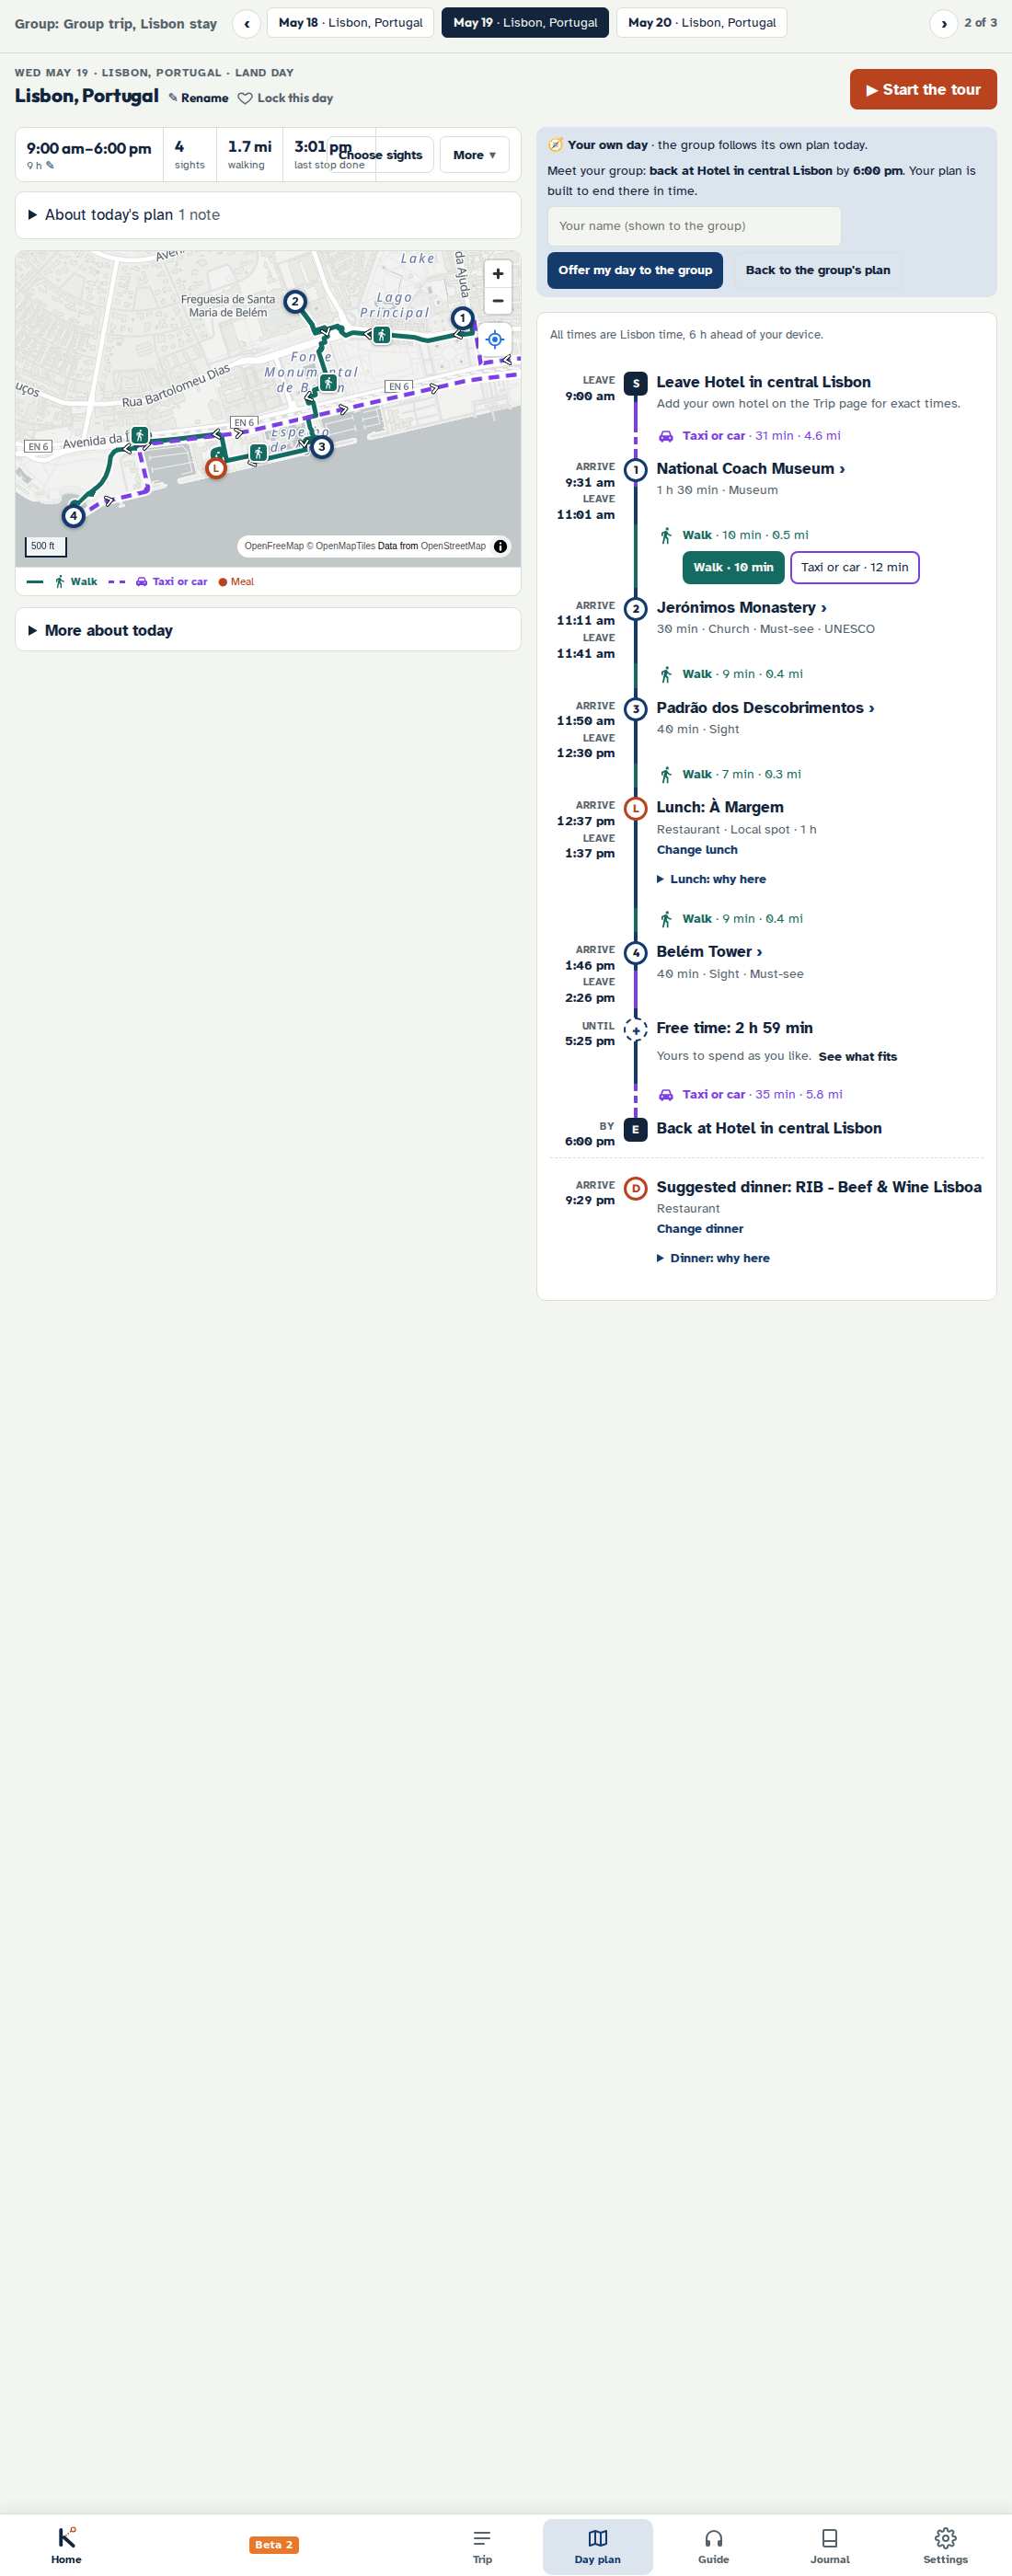 Group: Group trip, Lisbon stay
‹
May 18 · Lisbon, Portugal
May 19 · Lisbon, Portugal
May 20 · Lisbon, Portugal
›
2 of 3
WED MAY 19 · LISBON, PORTUGAL · LAND DAY
Lisbon, Portugal ✎ Rename Lock this day
▶ Start the tour
9:00 am–6:00 pm
9 h ✎
4
sights
1.7 mi
walking
3:01 pm
last stop done
Choose sights
More ▼
▶ About today's plan 1 note
Lake
da Ajuda
Freguesia de Santa
Maria de Belém
Lago
Principal
Rua Bartolomeu Dias
EN 6
EN 6
EN 6
Avenida da
1
2
3
4
L
+
−
500 ft
OpenFreeMap © OpenMapTiles Data from OpenStreetMap
Walk
Taxi or car
Meal
▶ More about today
🧭 Your own day · the group follows its own plan today.
Meet your group: back at Hotel in central Lisbon by 6:00 pm. Your plan is
built to end there in time.
Your name (shown to the group)
Offer my day to the group
Back to the group's plan
All times are Lisbon time, 6 h ahead of your device.
LEAVE
9:00 am
S
Leave Hotel in central Lisbon
Add your own hotel on the Trip page for exact times.
Taxi or car · 31 min · 4.6 mi
ARRIVE
9:31 am
LEAVE
11:01 am
1
National Coach Museum ›
1 h 30 min · Museum
Walk · 10 min · 0.5 mi
Walk · 10 min
Taxi or car · 12 min
ARRIVE
11:11 am
LEAVE
11:41 am
2
Jerónimos Monastery ›
30 min · Church · Must-see · UNESCO
Walk · 9 min · 0.4 mi
ARRIVE
11:50 am
LEAVE
12:30 pm
3
Padrão dos Descobrimentos ›
40 min · Sight
Walk · 7 min · 0.3 mi
ARRIVE
12:37 pm
LEAVE
1:37 pm
L
Lunch: À Margem
Restaurant · Local spot · 1 h
Change lunch
▶ Lunch: why here
Walk · 9 min · 0.4 mi
ARRIVE
1:46 pm
LEAVE
2:26 pm
4
Belém Tower ›
40 min · Sight · Must-see
UNTIL
5:25 pm
+
Free time: 2 h 59 min
Yours to spend as you like. See what fits
Taxi or car · 35 min · 5.8 mi
BY
6:00 pm
E
Back at Hotel in central Lisbon
ARRIVE
9:29 pm
D
Suggested dinner: RIB - Beef & Wine Lisboa
Restaurant
Change dinner
▶ Dinner: why here
Home
Beta 2
Trip
Day plan
Guide
Journal
Settings